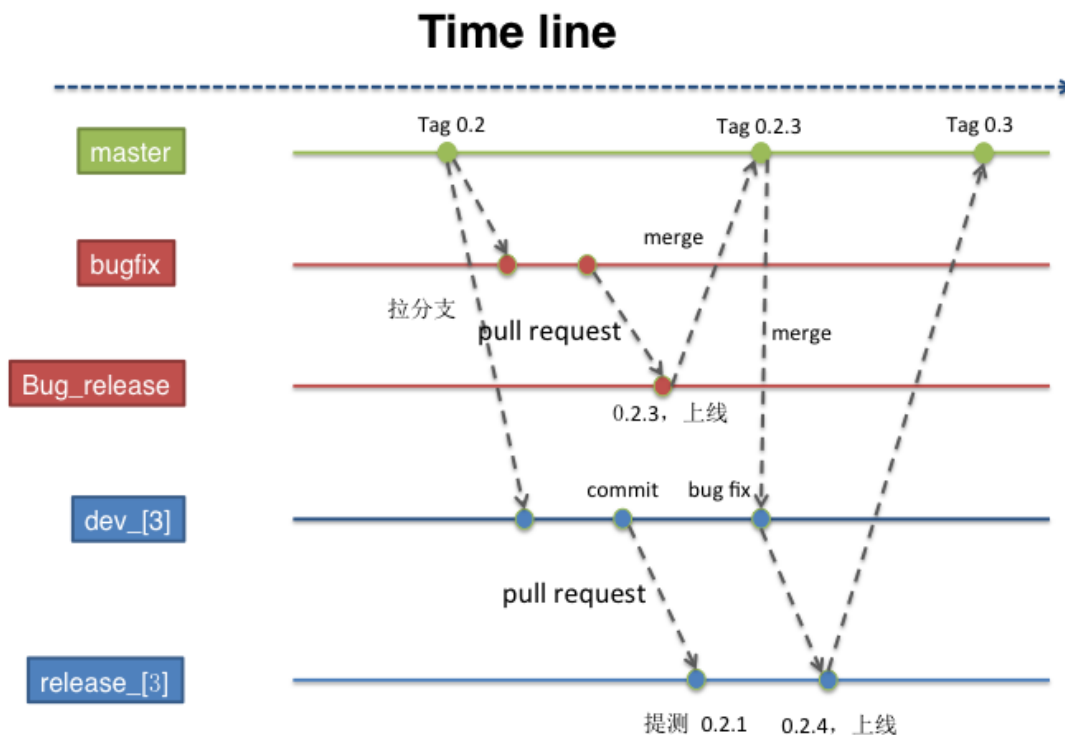 Time line
Tag 0.2
Tag 0.2.3
Tag 0.3
master
merge
bugfix
拉分支
pull request
merge
Bug_release
0.2.3，上线
commit
bug fix
dev_[3]
pull request
release_[3]
提测 0.2.1
0.2.4，上线